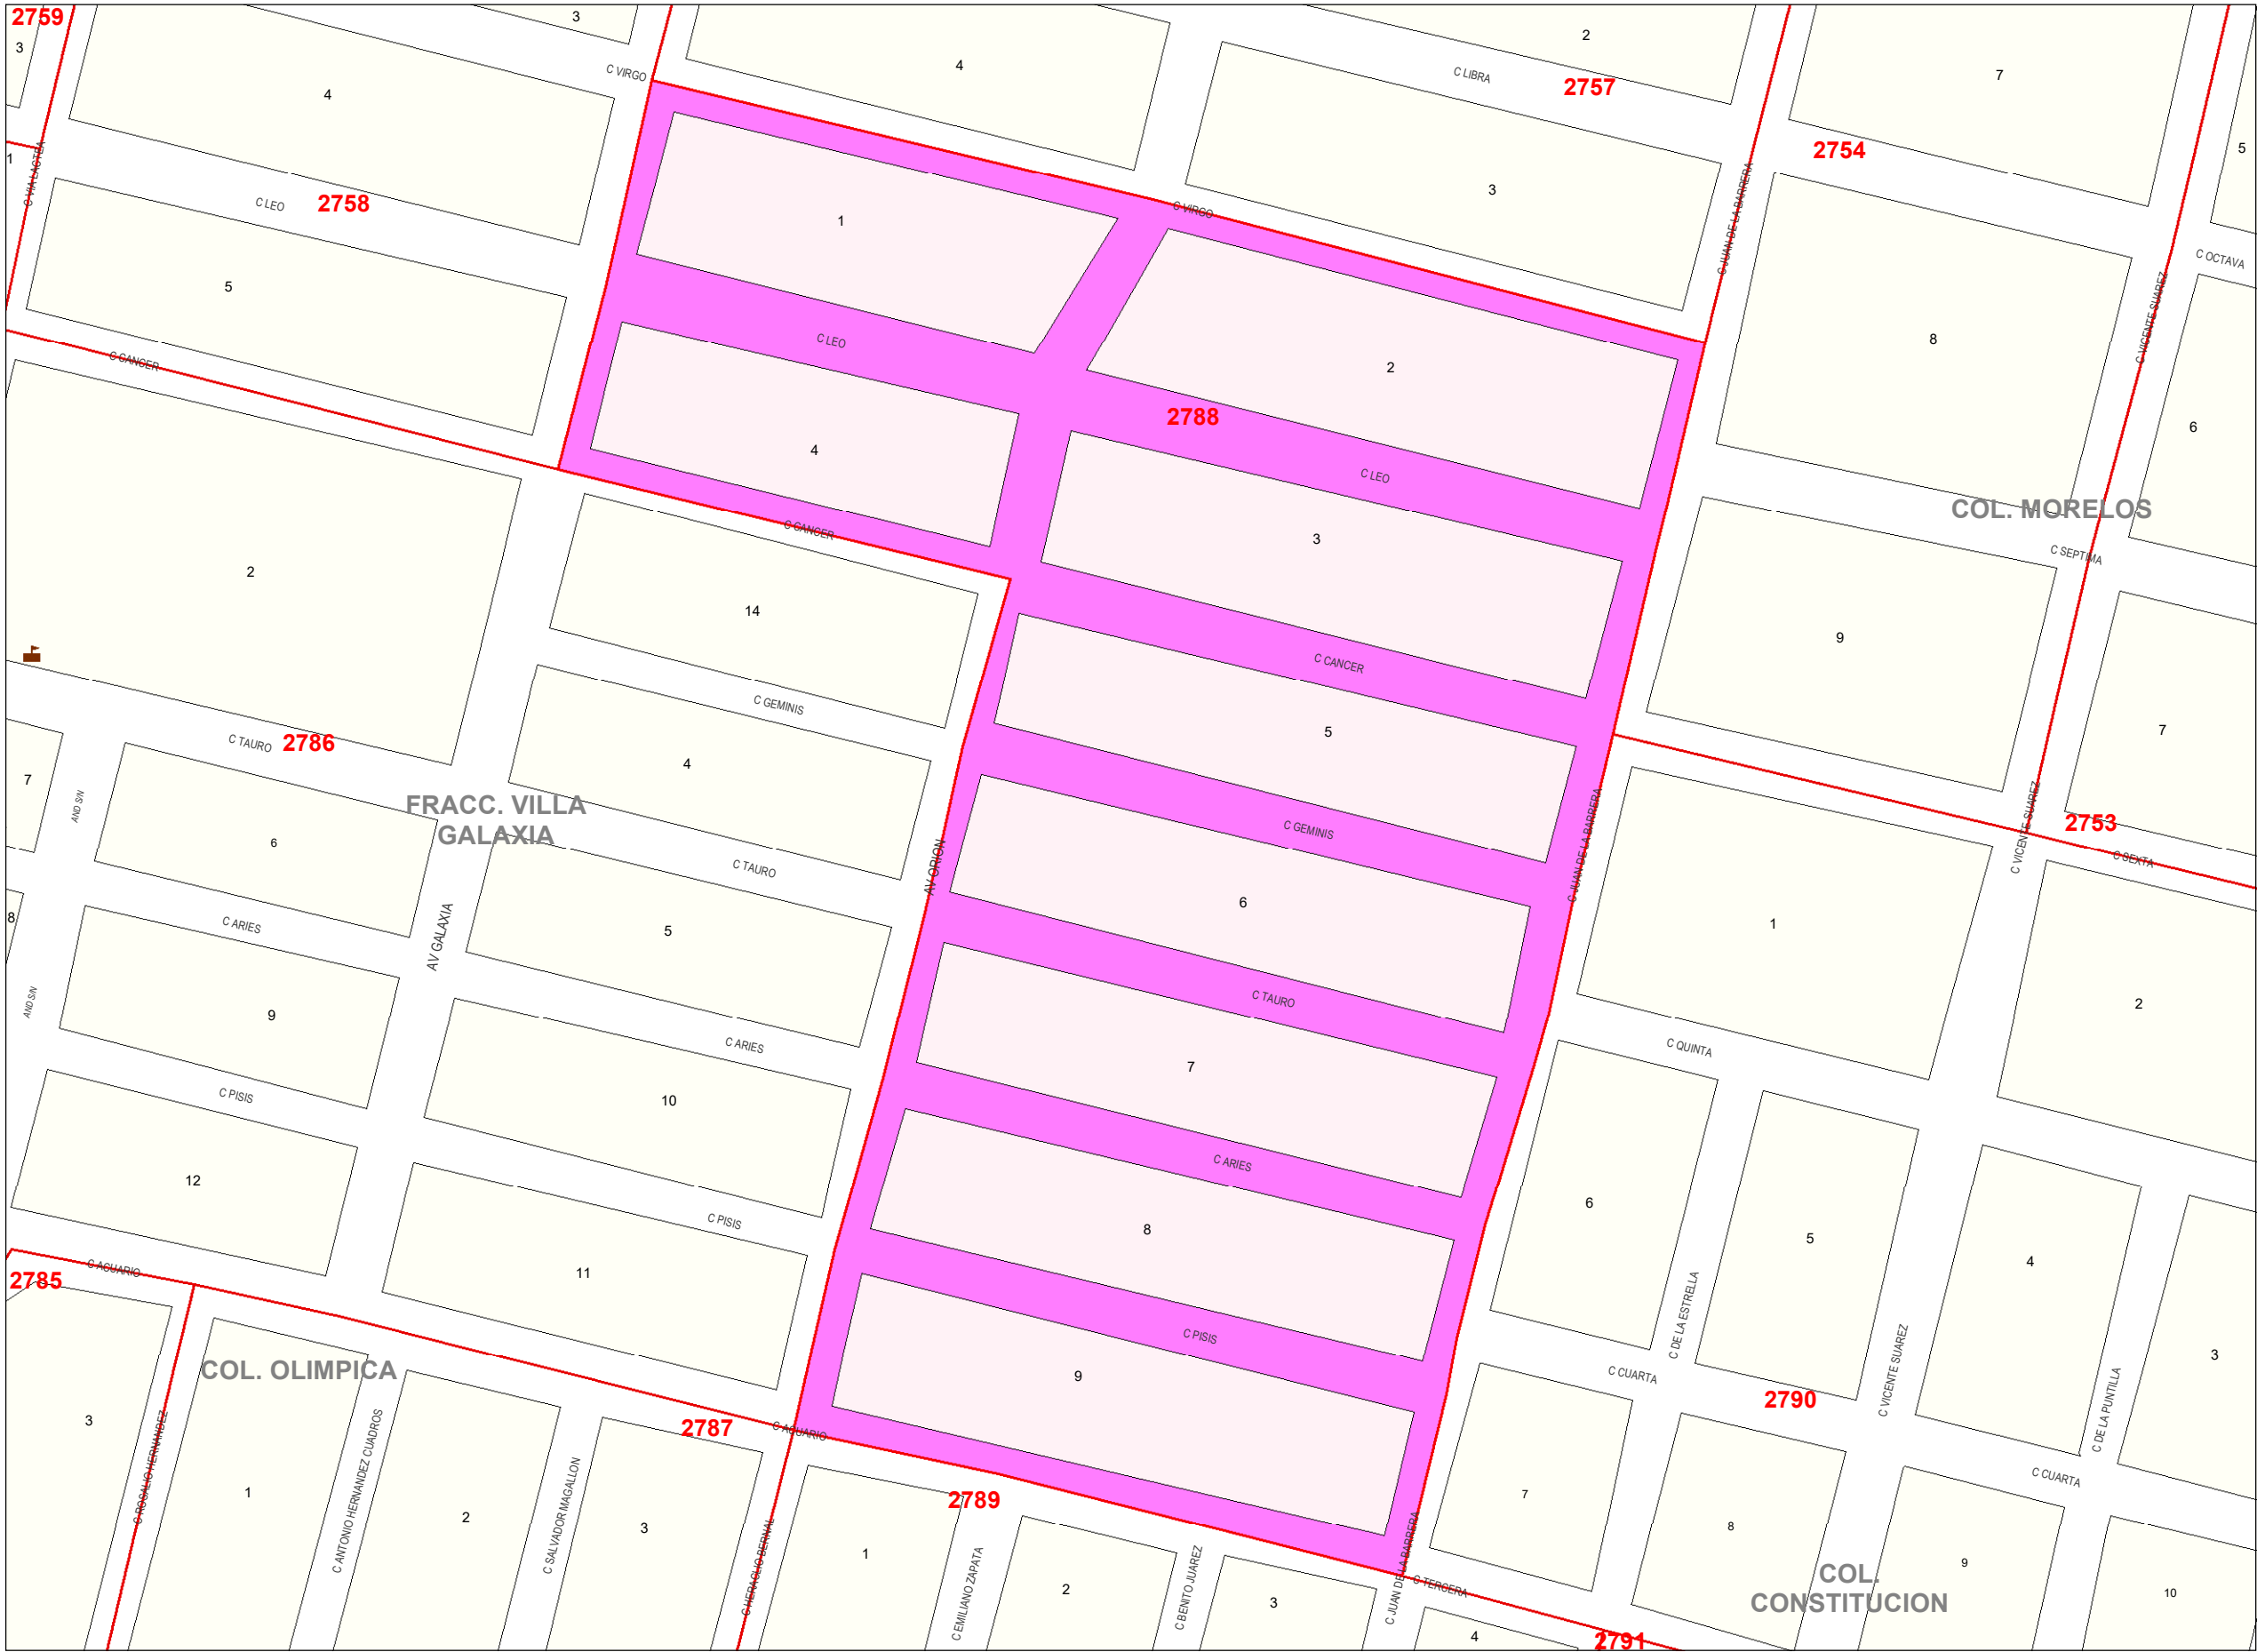 2759
3
3
2
4
7
C VIRGO
C LIBRA
2757
4
1
C VIA LACTEA
2754
5
C LEO
2758
3
C VIRGO
C JUAN DE LA BARRERA
1
C OCTAVA
5
C LEO
2
8
C VICENTE SUAREZ
C CANCER
2788
6
4
C LEO
COL. MORELOS
C CANCER
3
C SEPTIMA
2
14
9
C CANCER
C GEMINIS
5
7
C TAURO
2786
4
7
AND S/N
FRACC. VILLA
GALAXIA
C GEMINIS
C JUAN DE LA BARRERA
C VICENTE SUAREZ
2753
C SEXTA
6
C TAURO
AV ORION
6
8
C ARIES
AV GALAXIA
5
1
AND S/N
9
C TAURO
2
C ARIES
C QUINTA
C PISIS
10
7
12
C ARIES
6
C PISIS
8
5
4
C ACUARIO
2785
11
C DE LA ESTRELLA
C PISIS
3
COL. OLIMPICA
9
C CUARTA
C VICENTE SUAREZ
C DE LA PUNTILLA
2790
3
C ROSALIO HERNANDEZ
C ANTONIO HERNANDEZ CUADROS
2787
C ACUARIO
C CUARTA
1
2
C SALVADOR MAGALLON
3
C HERACLIO BERNAL
2789
7
8
1
C EMILIANO ZAPATA
2
C BENITO JUAREZ
3
C JUAN DE LA BARRERA
C TERCERA
COL.
CONSTITUCION
9
10
4
2791